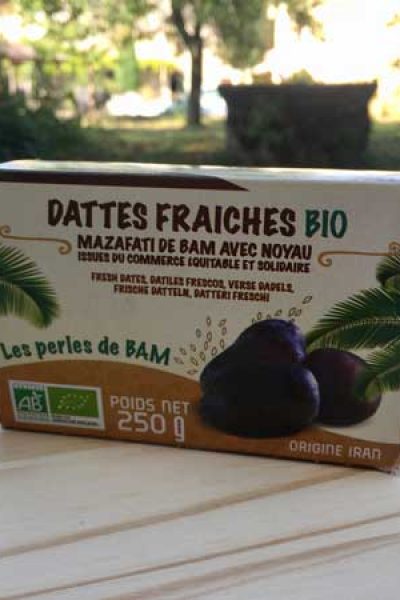 DATTES FRAICHES BIO
MAZAFATI DE BAM AVEC NOYAU
ISSUES DU COMMERCE EQUITABLE ET SOLIDAIRE
FRESH DATES, DATILES FRESCOS, VERSE DADELS,
FRISCHE DATTELN, DATTERI FRESCHI
Les perles de BAM
AB
POIDS NET
250 g
ORIGINE IRAN